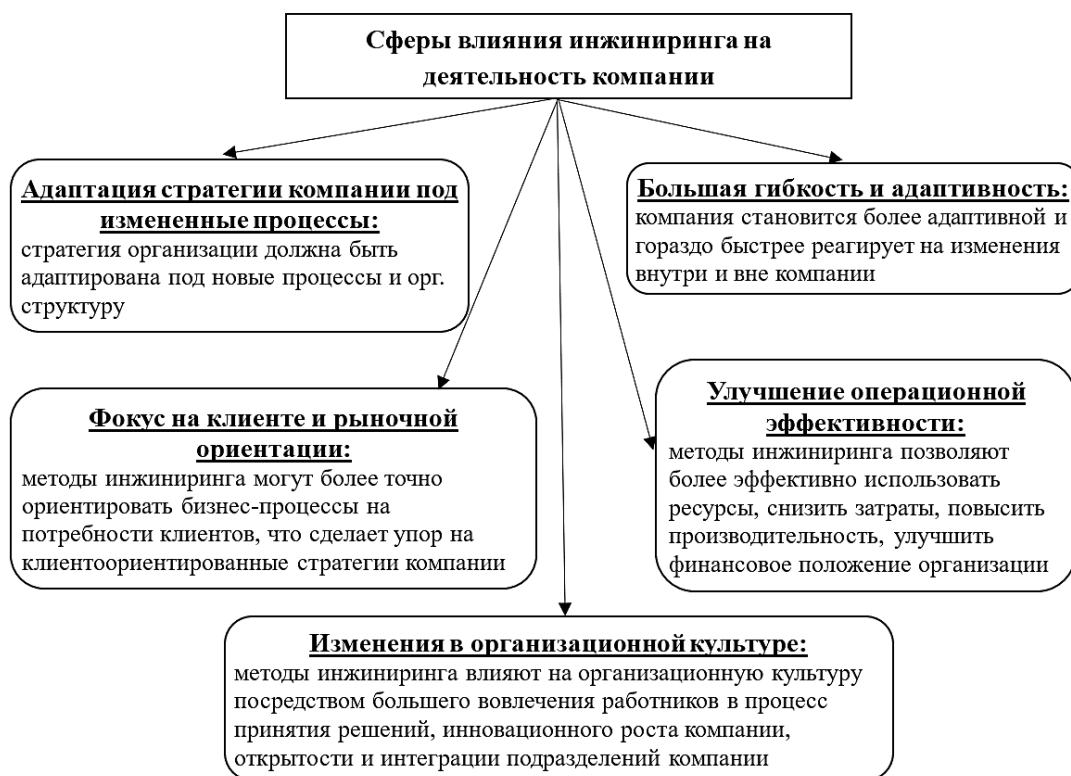 Сферы влияния инжиниринга на
деятельность компании
Адаптация стратегии компании под
измененные процессы:
стратегия организации должна быть
адаптирована под новые процессы и орг.
структуру
Большая гибкость и адаптивность:
компания становится более адаптивной и
гораздо быстрее реагирует на изменения
внутри и вне компании
Фокус на клиенте и рыночной
ориентации:
методы инжиниринга могут более точно
ориентировать бизнес-процессы на
потребности клиентов, что сделает упор на
клиентоориентированные стратегии компании
Улучшение операционной
эффективности:
методы инжиниринга позволяют
более эффективно использовать
ресурсы, снизить затраты, повысить
производительность, улучшить
финансовое положение организации
Изменения в организационной культуре:
методы инжиниринга влияют на организационную культуру
посредством большего вовлечения работников в процесс
принятия решений, инновационного роста компании,
открытости и интеграции подразделений компании